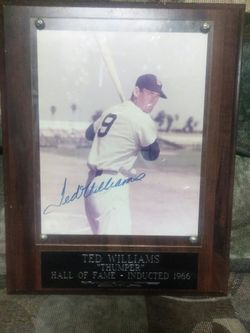 9
Ted Williams
TED WILLIAMS
"THUMPER"
HALL OF FAME - INDUCTED 1966